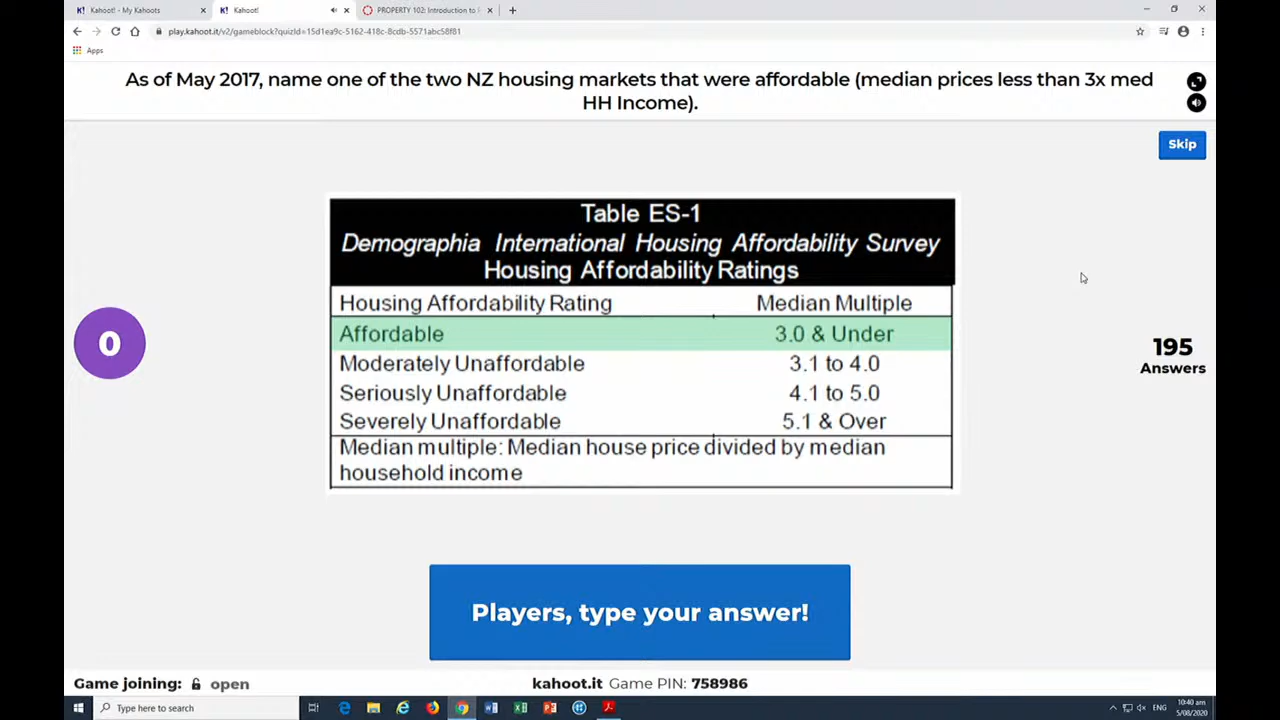 Kahoot! - My Kahoots
Kahoot!
PROPERTY 102: Introduction to
play.kahoot.it/v2/gameblock?quizId=15d1ea9c-5162-418c-8cdb-5571abc58f81
Apps
As of May 2017, name one of the two NZ housing markets that were affordable (median prices less than 3x med
HH Income).
Skip
Table ES-1
Demographia International Housing Affordability Survey
Housing Affordability Ratings
Housing Affordability Rating Median Multiple
Affordable 3.0 & Under
Moderately Unaffordable 3.1 to 4.0
Seriously Unaffordable 4.1 to 5.0
Severely Unaffordable 5.1 & Over
Median multiple: Median house price divided by median
household income
0
195
Answers
Players, type your answer!
Game joining: open
kahoot.it Game PIN: 758986
Type here to search
ENG
10:40 am
5/08/2020